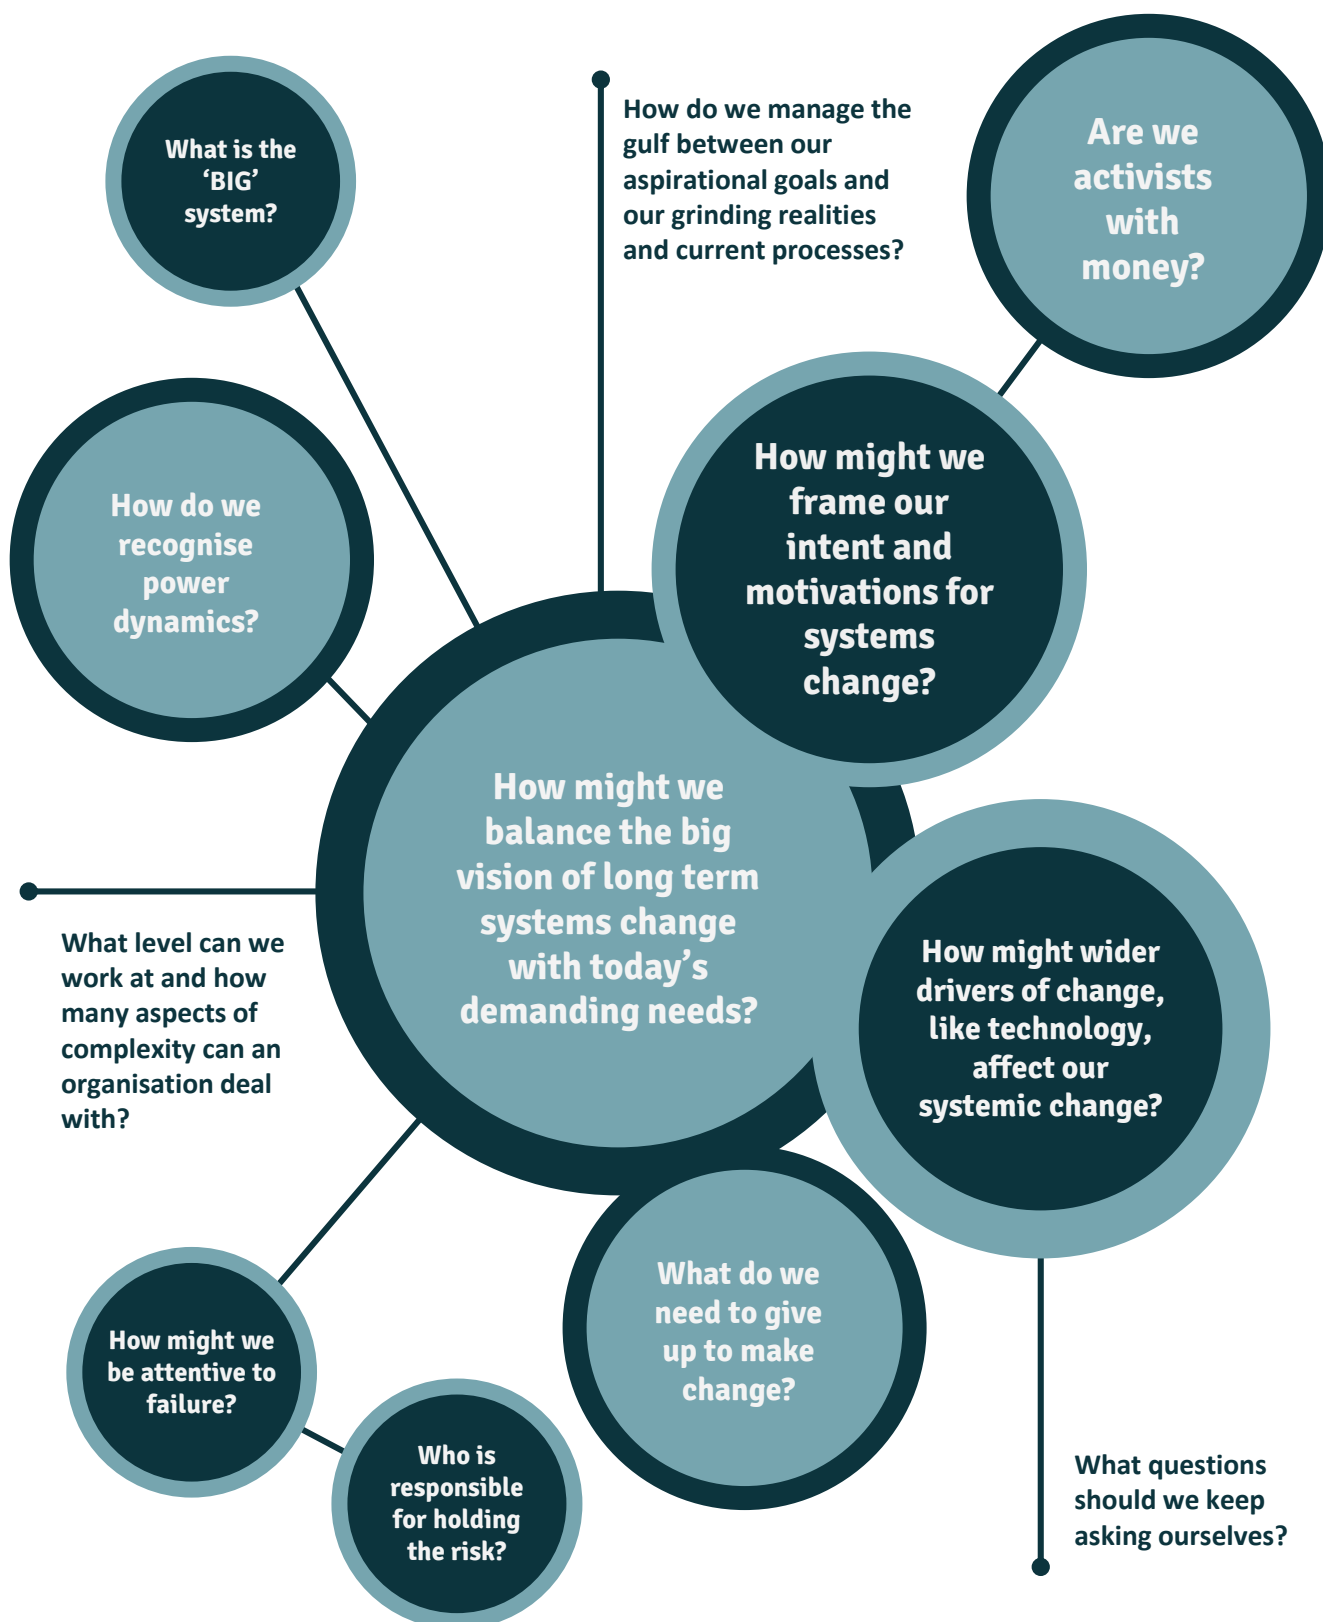 What is the
‘BIG’
system?
How do we manage the
gulf between our
aspirational goals and
our grinding realities
and current processes?
Are we
activists
with
money?
How do we
recognise
power
dynamics?
How might we
frame our
intent and
motivations for
systems
change?
How might we
balance the big
vision of long term
systems change
with today’s
demanding needs?
What level can we
work at and how
many aspects of
complexity can an
organisation deal
with?
How might wider
drivers of change,
like technology,
affect our
systemic change?
What do we
need to give
up to make
change?
How might we
be attentive to
failure?
Who is
responsible
for holding
the risk?
What questions
should we keep
asking ourselves?